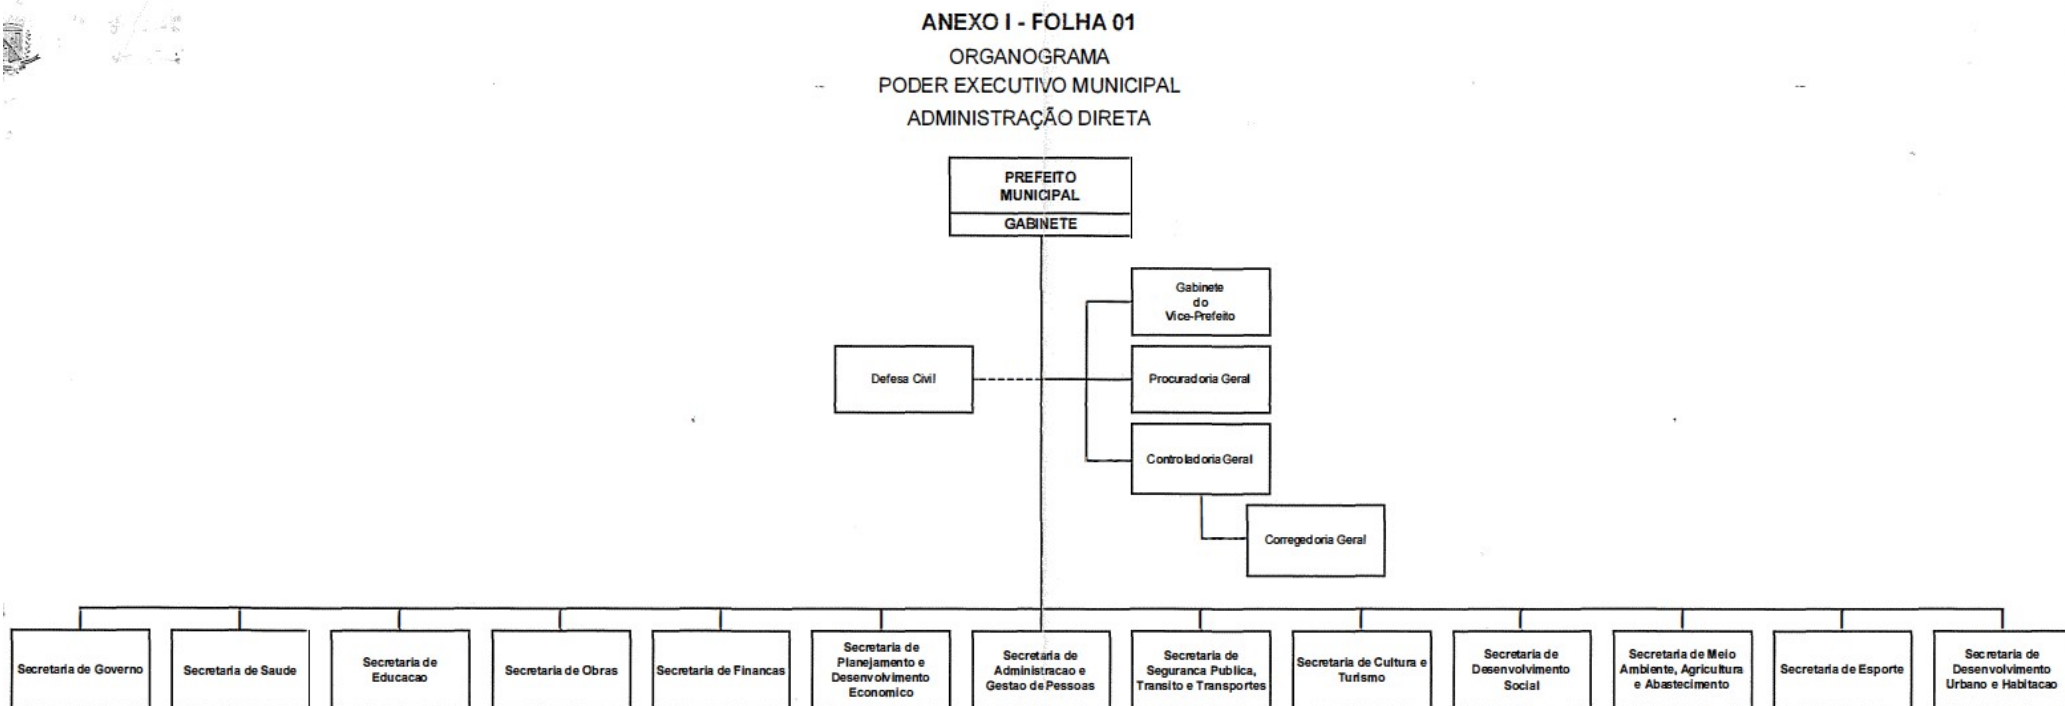 ANEXO I - FOLHA 01
ORGANOGRAMA
PODER EXECUTIVO MUNICIPAL
ADMINISTRAÇÃO DIRETA
PREFEITO
MUNICIPAL
GABINETE
Gabinete
do
Vice-Prefeito
Defesa Civil
Procuradoria Geral
Controladoria Geral
Corregedoria Geral
Secretaria de Governo
Secretaria de Saude
Secretaria de
Educacao
Secretaria de Obras
Secretaria de Financas
Secretaria de
Planejamento e
Desenvolvimento
Economico
Secretaria de
Administracao e
Gestao de Pessoas
Secretaria de
Seguranca Publica,
Transito e Transportes
Secretaria de Cultura e
Turismo
Secretaria de
Desenvolvimento
Social
Secretaria de Meio
Ambiente, Agricultura
e Abastecimento
Secretaria de Esporte
Secretaria de
Desenvolvimento
Urbano e Habitacao